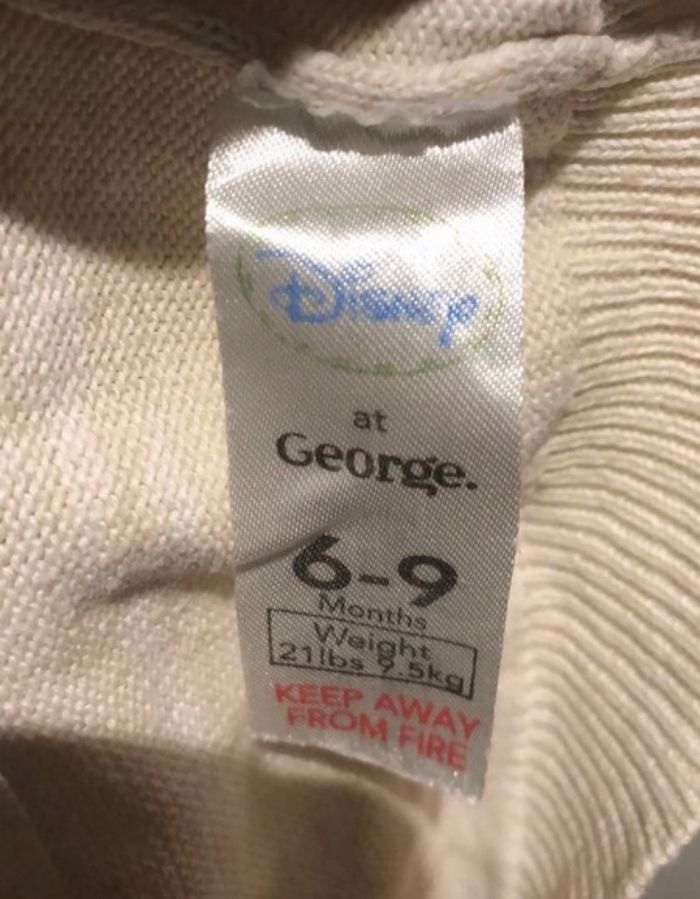 Disney
at
George.
6-9
Months
Weight
21lbs 9.5kg
KEEP AWAY
FROM FIRE